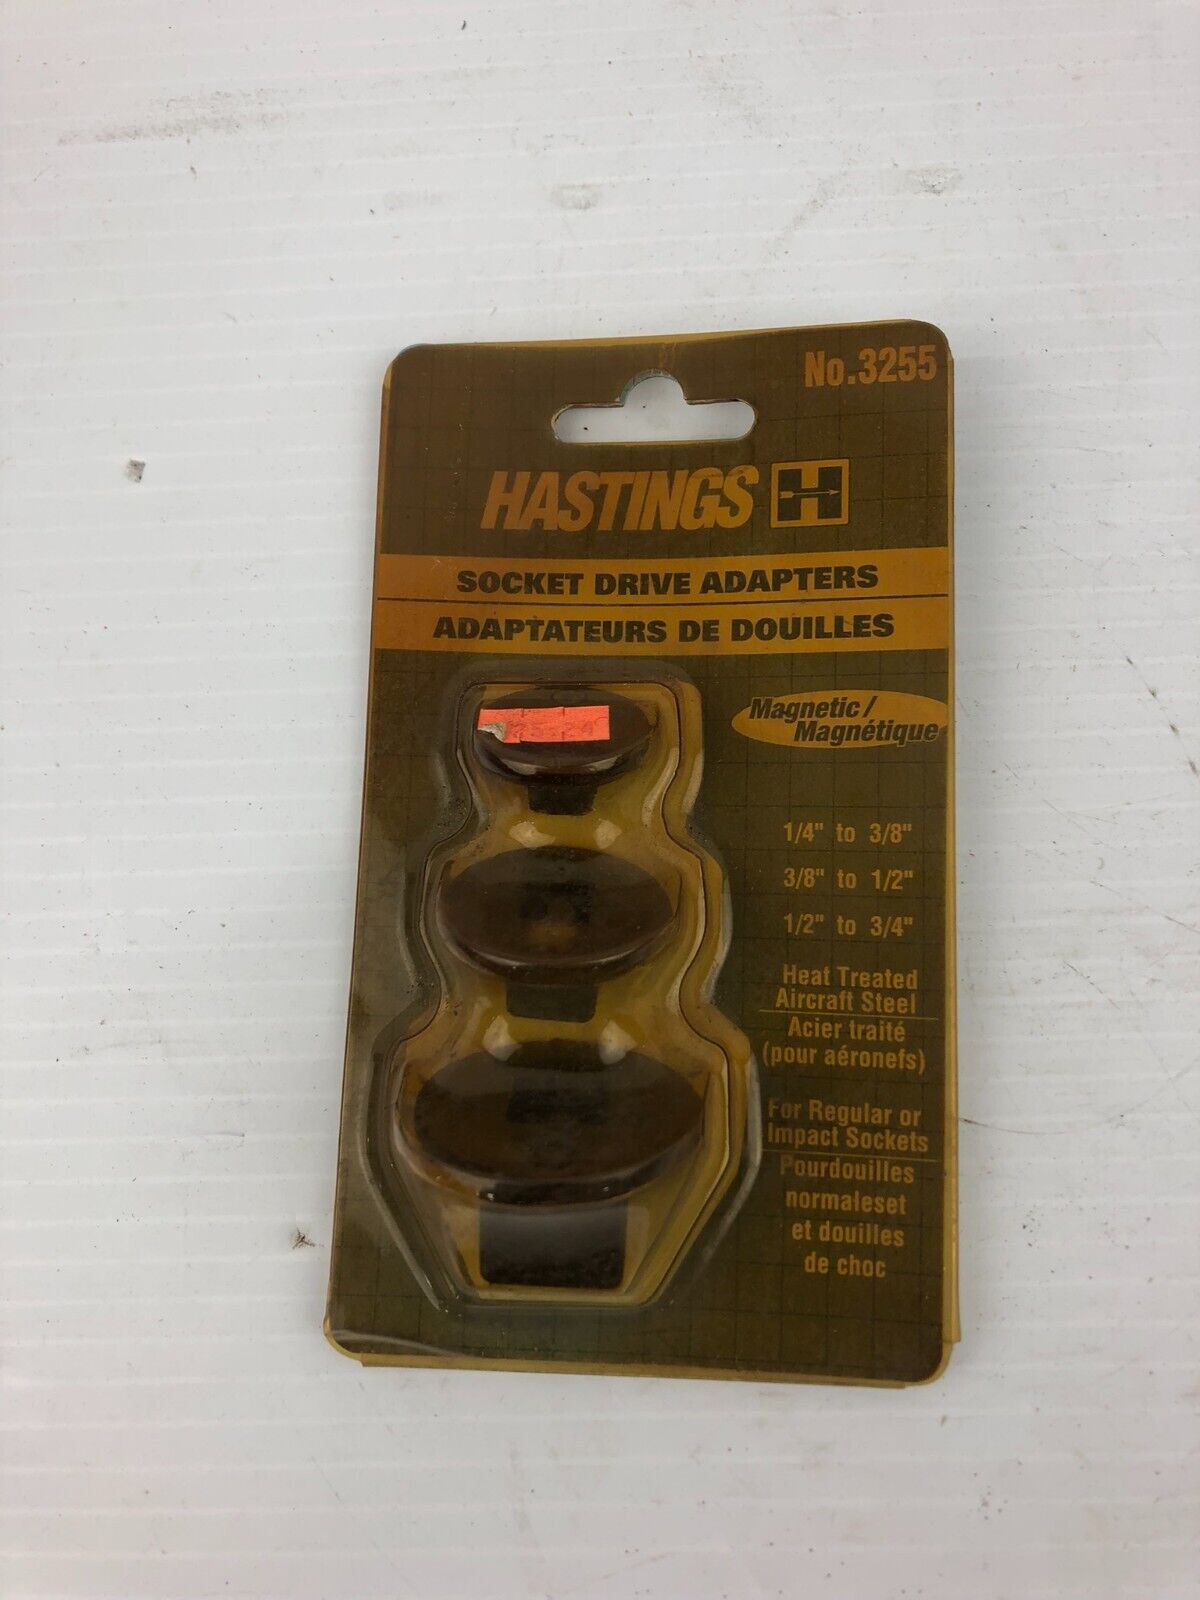 No.3255
HASTINGS H
SOCKET DRIVE ADAPTERS
ADAPTATEURS DE DOUILLES
Magnetic/
Magnétique
1/4" to 3/8"
3/8" to 1/2"
1/2" to 3/4"
Heat Treated
Aircraft Steel
Acier traité
(pour aéronefs)
For Regular or
Impact Sockets
Pourdouilles
normaleset
et douilles
de choc